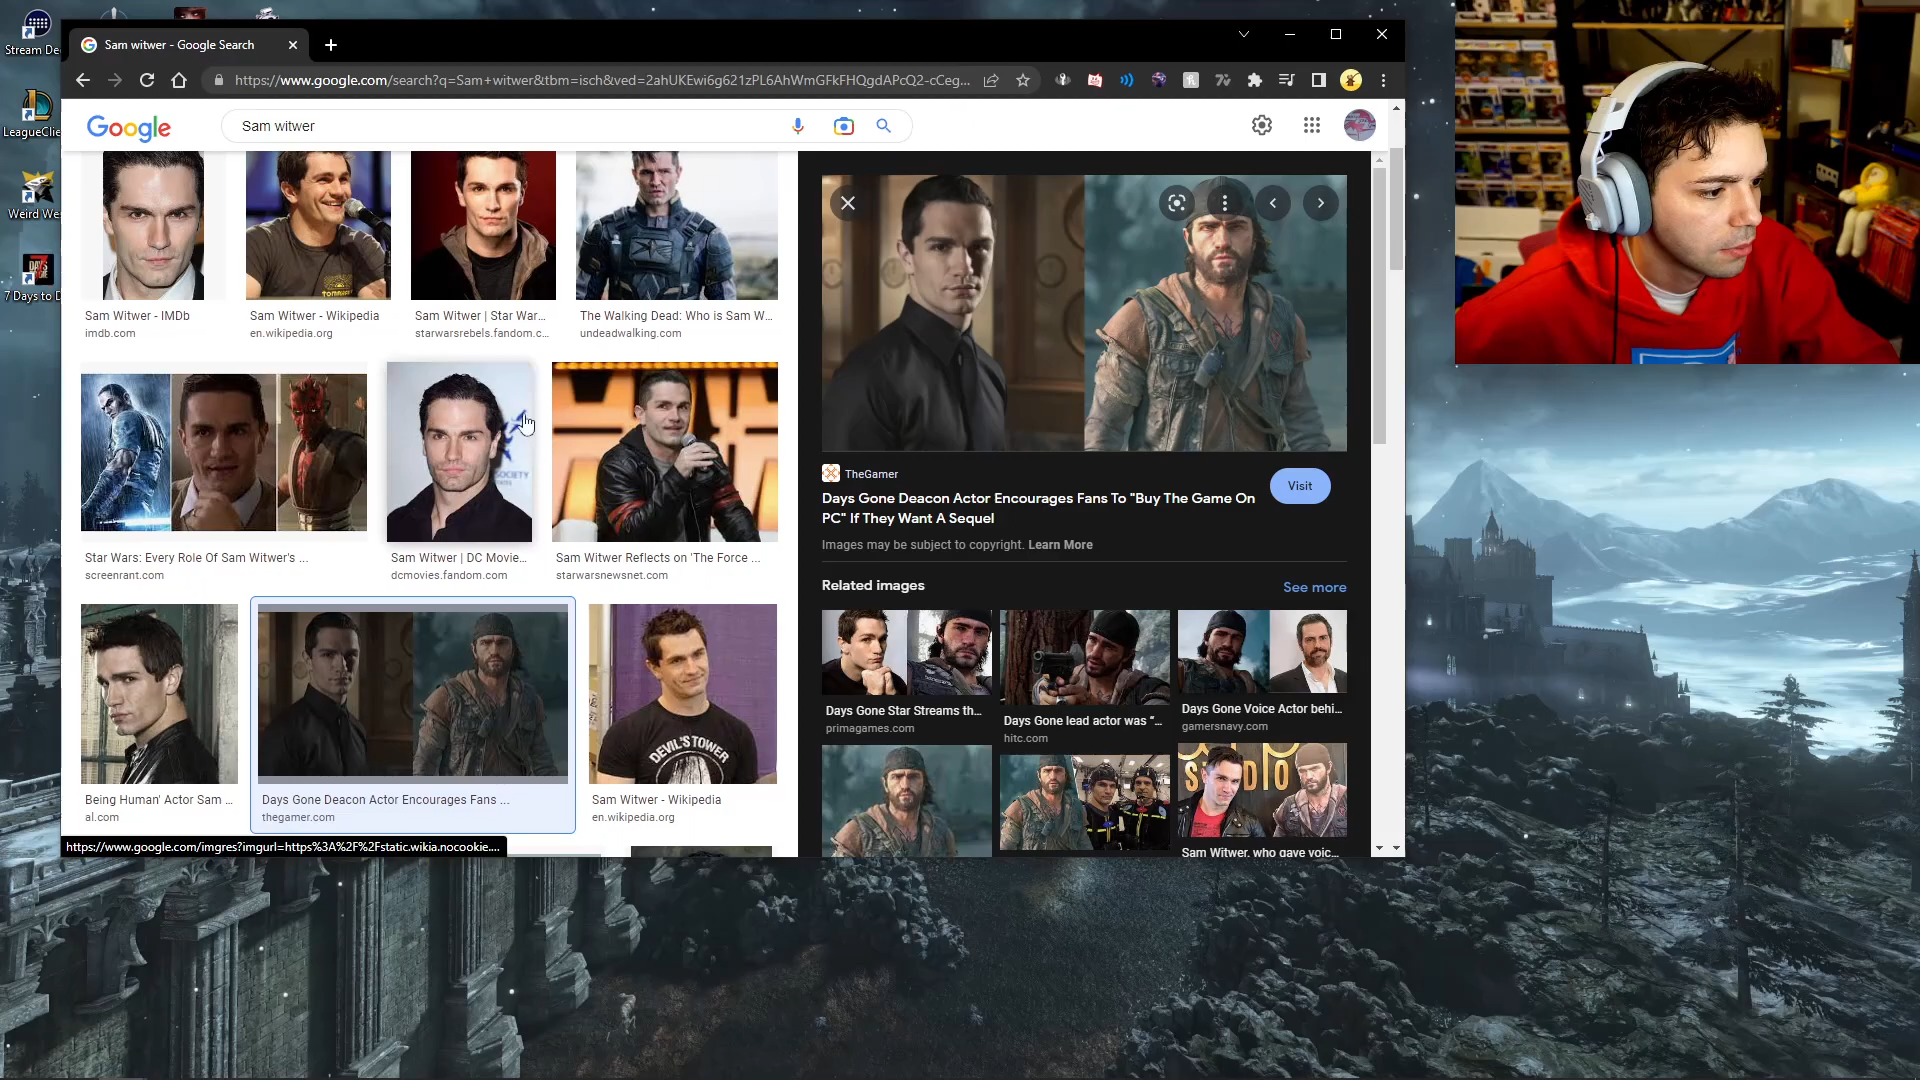 Stream De
LeagueClie
Weird We
7 Days to D
Sam witwer - Google Search
https://www.google.com/search?q=Sam+witwer&tbm=isch&ved=2ahUKEwi6g621zPL6AhWmGFkFHQgdAPcQ2-cCeg...
Google
Sam witwer
Sam Witwer - IMDb
imdb.com
Sam Witwer - Wikipedia
en.wikipedia.org
Sam Witwer | Star War...
starwarsrebels.fandom.c...
The Walking Dead: Who is Sam W...
undeadwalking.com
Star Wars: Every Role Of Sam Witwer's ...
screenrant.com
SOCIETY
Sam Witwer | DC Movie...
dcmovies.fandom.com
Sam Witwer Reflects on 'The Force ...
starwarsnewsnet.com
Being Human' Actor Sam ...
al.com
Days Gone Deacon Actor Encourages Fans ...
thegamer.com
DEVIL'S TOWER
Sam Witwer - Wikipedia
en.wikipedia.org
https://www.google.com/imgres?imgurl=https%3A%2F%2Fstatic.wikia.nocookie....
TheGamer
Days Gone Deacon Actor Encourages Fans To "Buy The Game On
PC" If They Want A Sequel
Visit
Images may be subject to copyright. Learn More
Related images
See more
Days Gone Star Streams th...
primagames.com
Days Gone lead actor was “...
hitc.com
Days Gone Voice Actor behi...
gamersnavy.com
STUDIO
Sam Witwer, who gave voic...